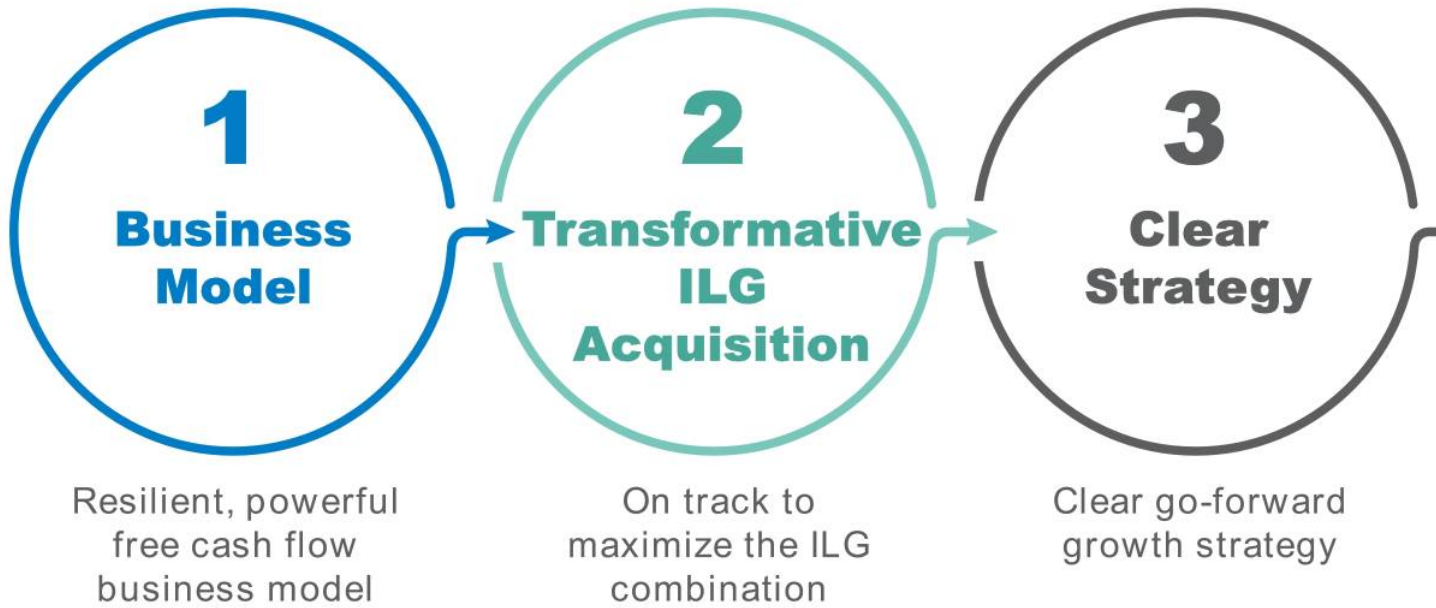 1
Business
Model
Resilient, powerful
free cash flow
business model
2
Transformative
ILG
Acquisition
On track to
maximize the ILG
combination
3
Clear
Strategy
Clear go-forward
growth strategy